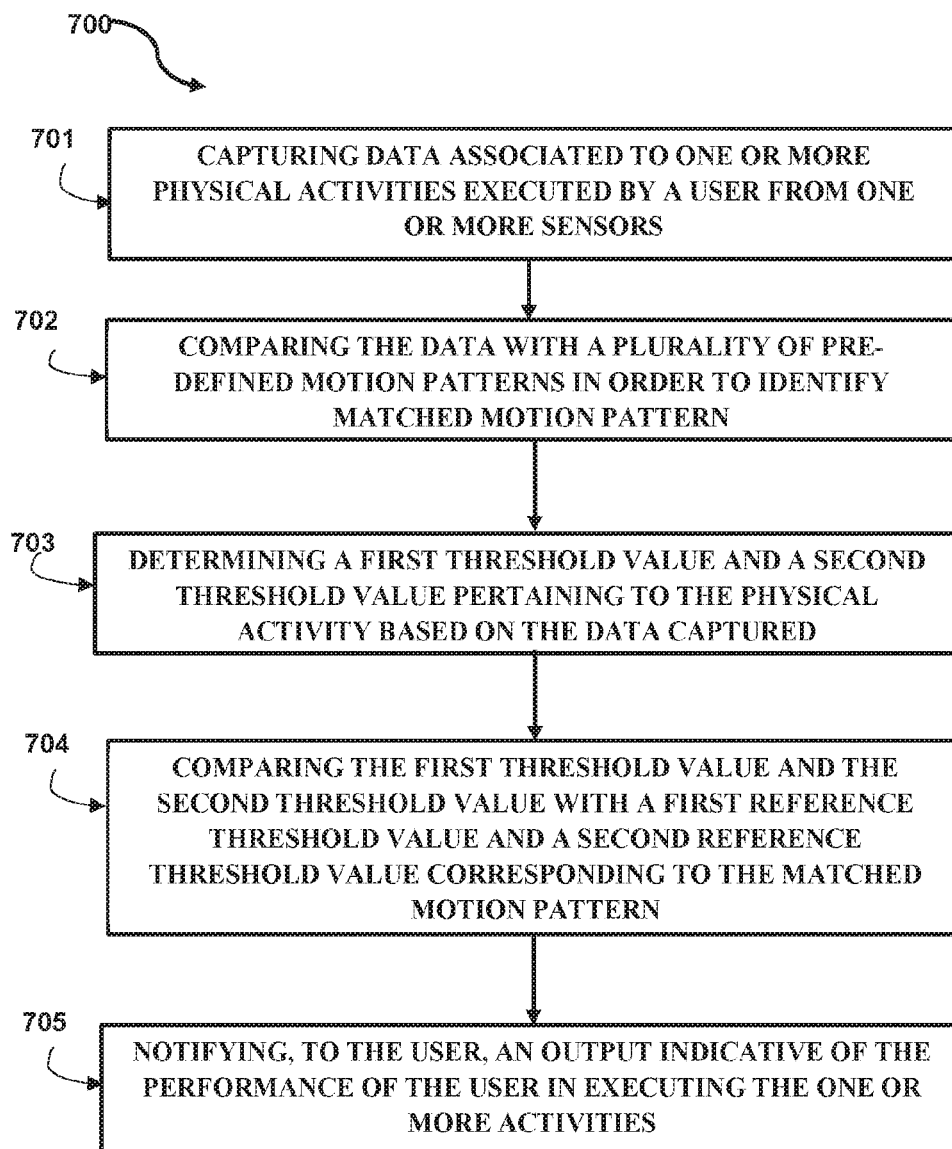 700
701
CAPTURING DATA ASSOCIATED TO ONE OR MORE
PHYSICAL ACTIVITIES EXECUTED BY A USER FROM ONE
OR MORE SENSORS
702
COMPARING THE DATA WITH A PLURALITY OF PRE-
DEFINED MOTION PATTERNS IN ORDER TO IDENTIFY
MATCHED MOTION PATTERN
703
DETERMINING A FIRST THRESHOLD VALUE AND A SECOND
THRESHOLD VALUE PERTAINING TO THE PHYSICAL
ACTIVITY BASED ON THE DATA CAPTURED
704
COMPARING THE FIRST THRESHOLD VALUE AND THE
SECOND THRESHOLD VALUE WITH A FIRST REFERENCE
THRESHOLD VALUE AND A SECOND REFERENCE
THRESHOLD VALUE CORRESPONDING TO THE MATCHED
MOTION PATTERN
705
NOTIFYING, TO THE USER, AN OUTPUT INDICATIVE OF THE
PERFORMANCE OF THE USER IN EXECUTING THE ONE OR
MORE ACTIVITIES